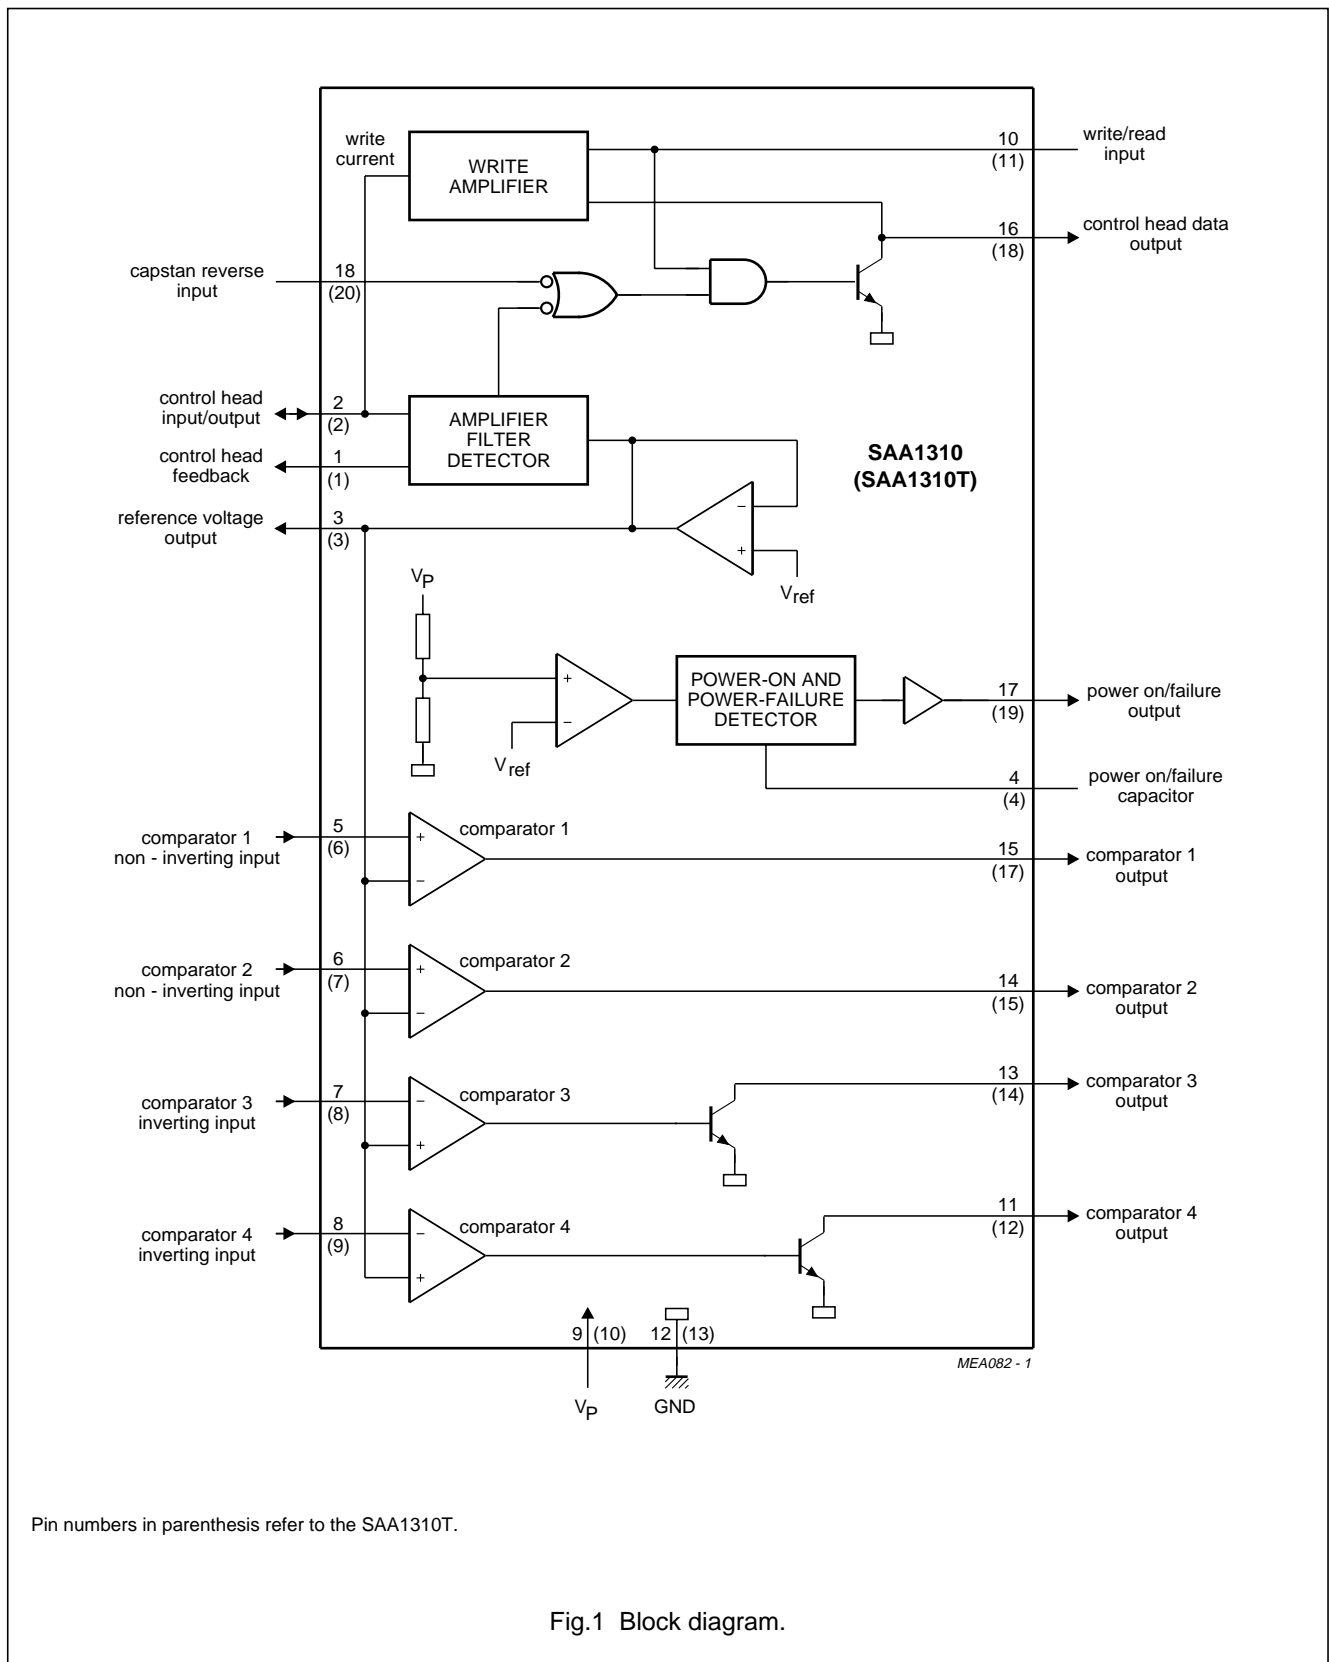 write
current
WRITE
AMPLIFIER
10
(11)
write/read
input
16
(18)
control head data
output
capstan reverse
input
18
(20)
control head
input/output
2
(2)
control head
feedback
1
(1)
AMPLIFIER
FILTER
DETECTOR
SAA1310
(SAA1310T)
reference voltage
output
3
(3)
−
+
Vref
VP
+
−
Vref
POWER-ON AND
POWER-FAILURE
DETECTOR
17
(19)
power on/failure
output
4
(4)
power on/failure
capacitor
comparator 1
non - inverting input
5
(6)
+
−
comparator 1
15
(17)
comparator 1
output
comparator 2
non - inverting input
6
(7)
+
−
comparator 2
14
(15)
comparator 2
output
comparator 3
inverting input
7
(8)
−
+
comparator 3
13
(14)
comparator 3
output
comparator 4
inverting input
8
(9)
−
+
comparator 4
11
(12)
comparator 4
output
9 (10)
12 (13)
MEA082 - 1
VP
GND
Pin numbers in parenthesis refer to the SAA1310T.
Fig.1 Block diagram.